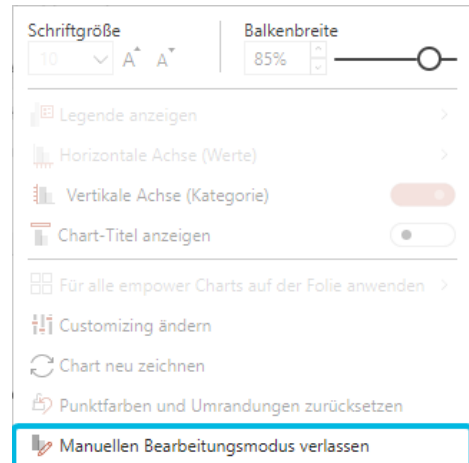 Schriftgröße Balkenbreite
10 A A 85%
Legende anzeigen
Horizontale Achse (Werte)
Vertikale Achse (Kategorie)
Chart-Titel anzeigen
Für alle empower Charts auf der Folie anwenden
Customizing ändern
Chart neu zeichnen
Punktfarben und Umrandungen zurücksetzen
Manuellen Bearbeitungsmodus verlassen